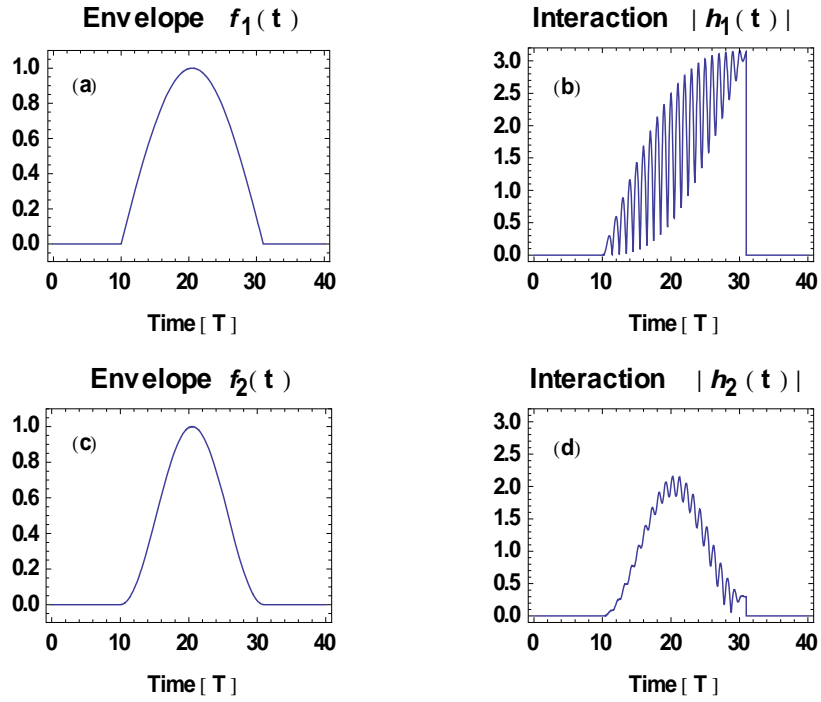 Envelope f1(t)
Interaction |h1(t)|
(a)
1.0
0.8
0.6
0.4
0.2
0.0
0 10 20 30 40
Time[T]
(b)
3.0
2.5
2.0
1.5
1.0
0.5
0.0
0 10 20 30 40
Time[T]
Envelope f2(t)
Interaction |h2(t)|
(c)
1.0
0.8
0.6
0.4
0.2
0.0
0 10 20 30 40
Time[T]
(d)
3.0
2.5
2.0
1.5
1.0
0.5
0.0
0 10 20 30 40
Time[T]